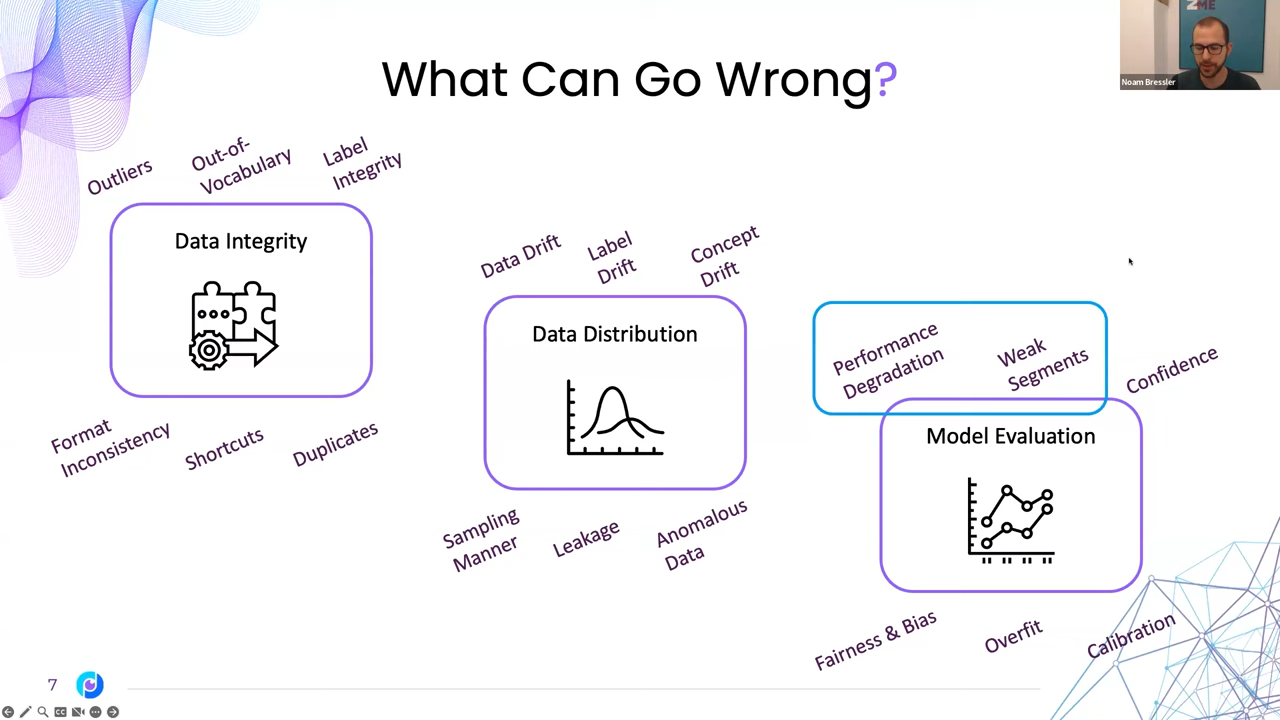 ZME
Noam Bressler
What Can Go Wrong?
Outliers
Out-of-
Vocabulary
Label
Integrity
Data Integrity
Format
Inconsistency
Shortcuts
Duplicates
Data Drift
Label
Drift
Concept
Drift
Data Distribution
Sampling
Manner
Leakage
Anomalous
Data
Performance
Degradation
Weak
Segments
Confidence
Model Evaluation
Fairness & Bias
Overfit
Calibration
7
CC